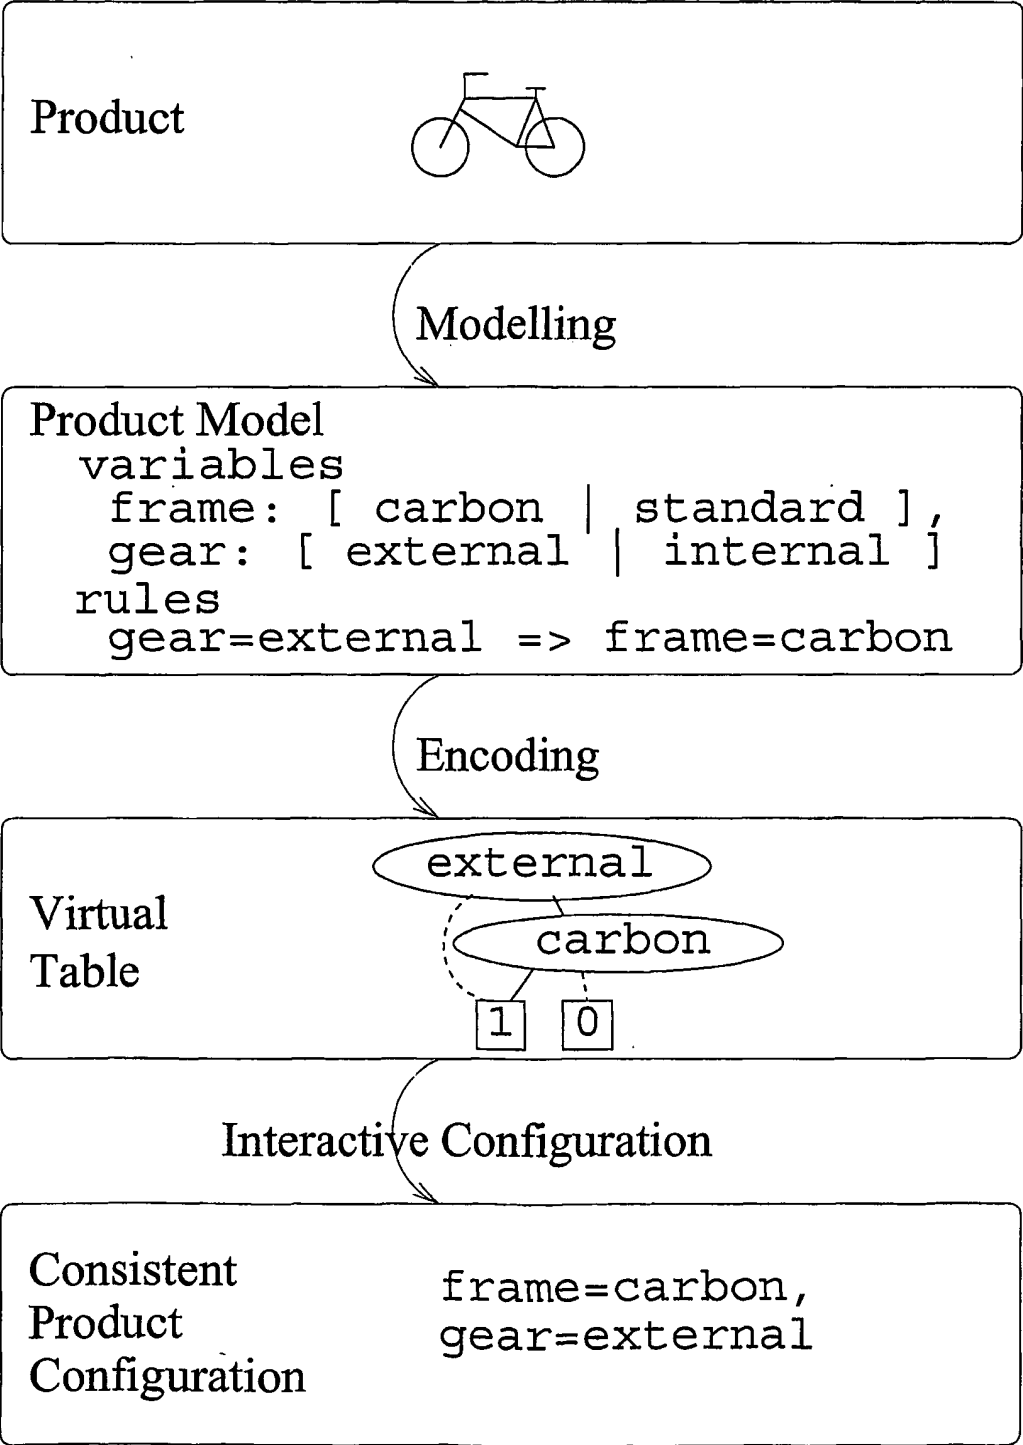 Product
Modelling
Product Model
variables
frame: [ carbon | standard ],
gear: [ external | internal ]
rules
gear=external => frame=carbon
Encoding
Virtual
Table
external
carbon
1 0
Interactive Configuration
Consistent
Product
Configuration
frame=carbon,
gear=external